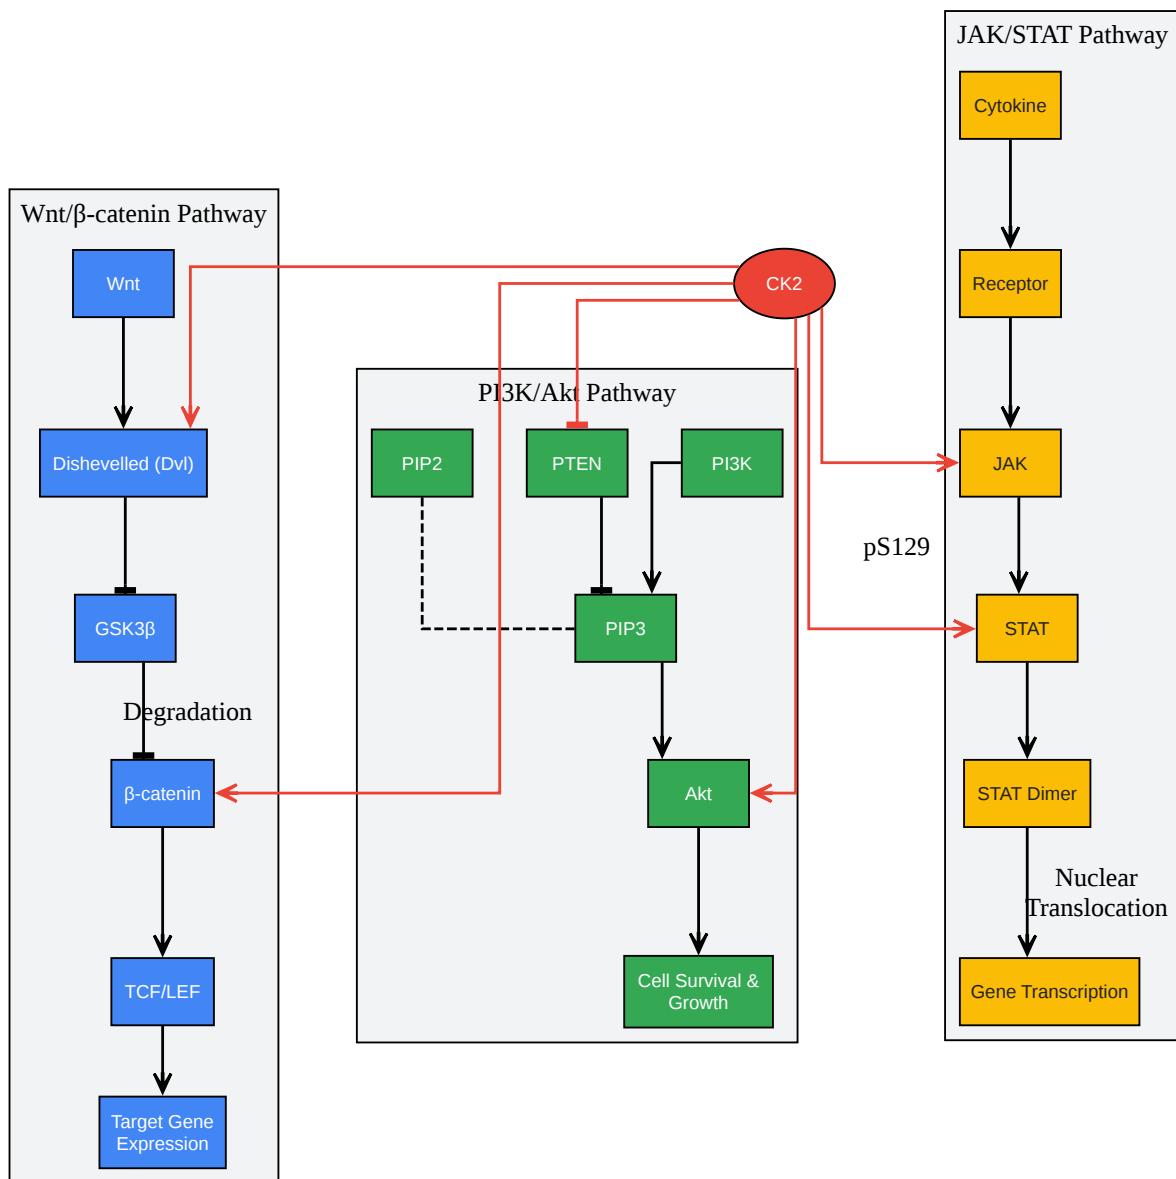 JAK/STAT Pathway
Cytokine
Wnt/β-catenin Pathway
Wnt
CK2
Receptor
PI3K/Akt Pathway
Dishevelled (Dvl)
PIP2
PTEN
PI3K
JAK
pS129
GSK3β
PIP3
STAT
Degradation
β-catenin
Akt
STAT Dimer
Nuclear
Translocation
TCF/LEF
Cell Survival &
Growth
Gene Transcription
Target Gene
Expression